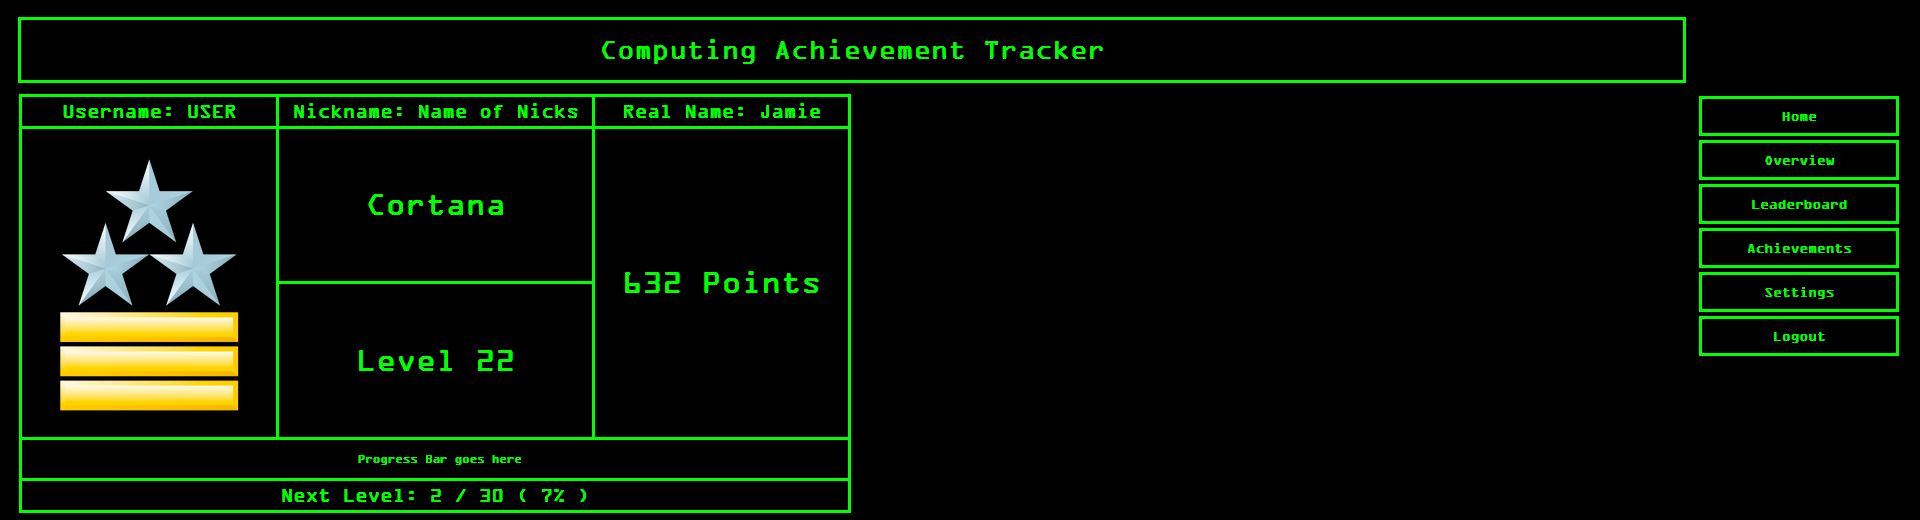 Computing Achievement Tracker
Username: USER
Nickname: Name of Nicks
Real Name: Jamie
Cortana
632 Points
Level 22
Progress Bar goes here
Next Level: 2 / 30 ( 7% )
Home
Overview
Leaderboard
Achievements
Settings
Logout